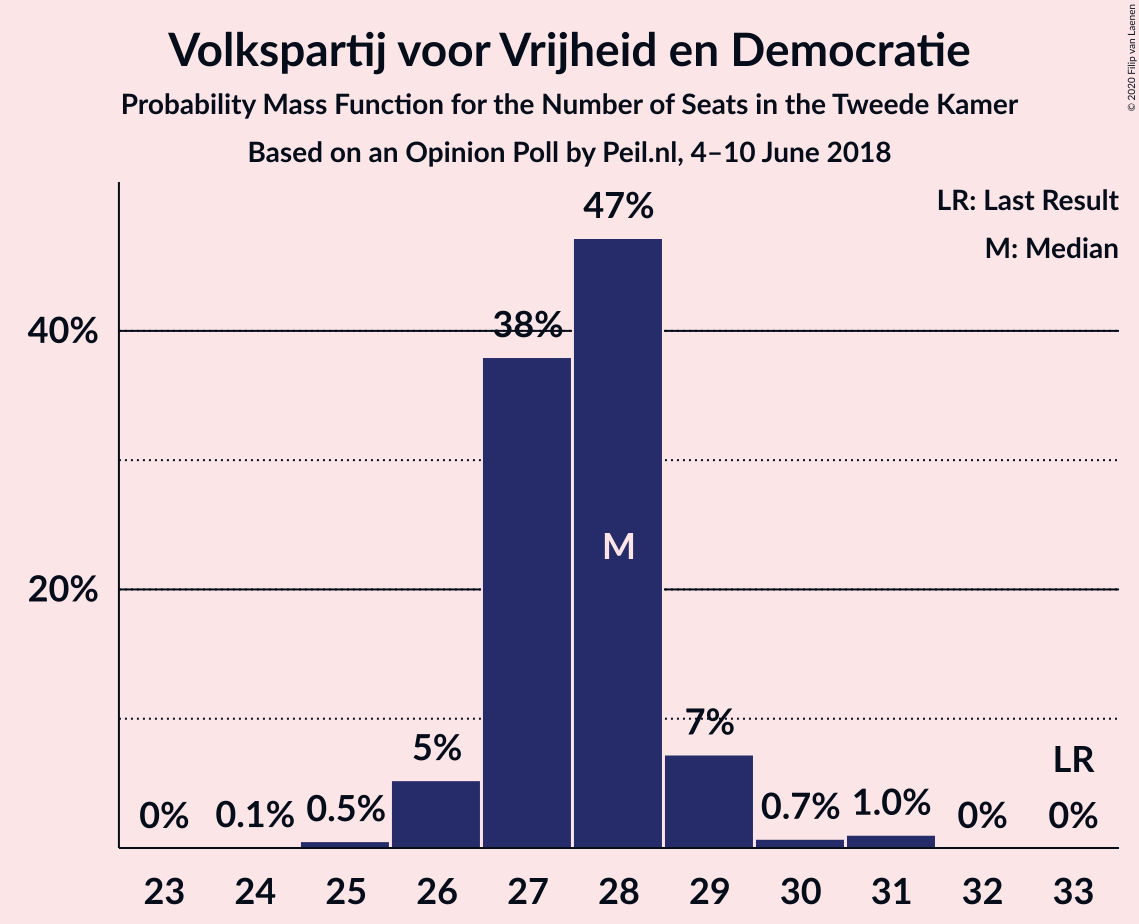 Volkspartij voor Vrijheid en Democratie
Probability Mass Function for the Number of Seats in the Tweede Kamer
Based on an Opinion Poll by Peil.nl, 4–10 June 2018
© 2020 Filip van Laenen
LR: Last Result
M: Median
40%
20%
0%
0.1%
0.5%
5%
38%
47%
M
7%
0.7%
1.0%
0%
LR
0%
23 24 25 26 27 28 29 30 31 32 33